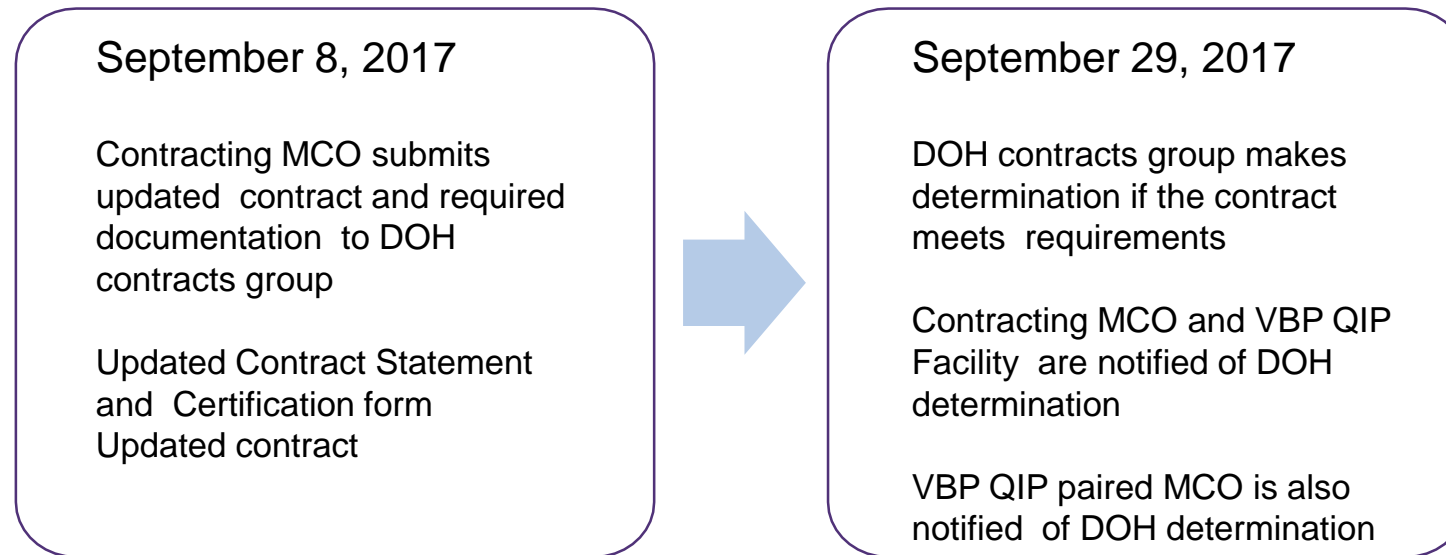 September 8, 2017
Contracting MCO submits
updated contract and required
documentation to DOH
contracts group
Updated Contract Statement
and Certification form
Updated contract
September 29, 2017
DOH contracts group makes
determination if the contract
meets requirements
Contracting MCO and VBP QIP
Facility are notified of DOH
determination
VBP QIP paired MCO is also
notified of DOH determination